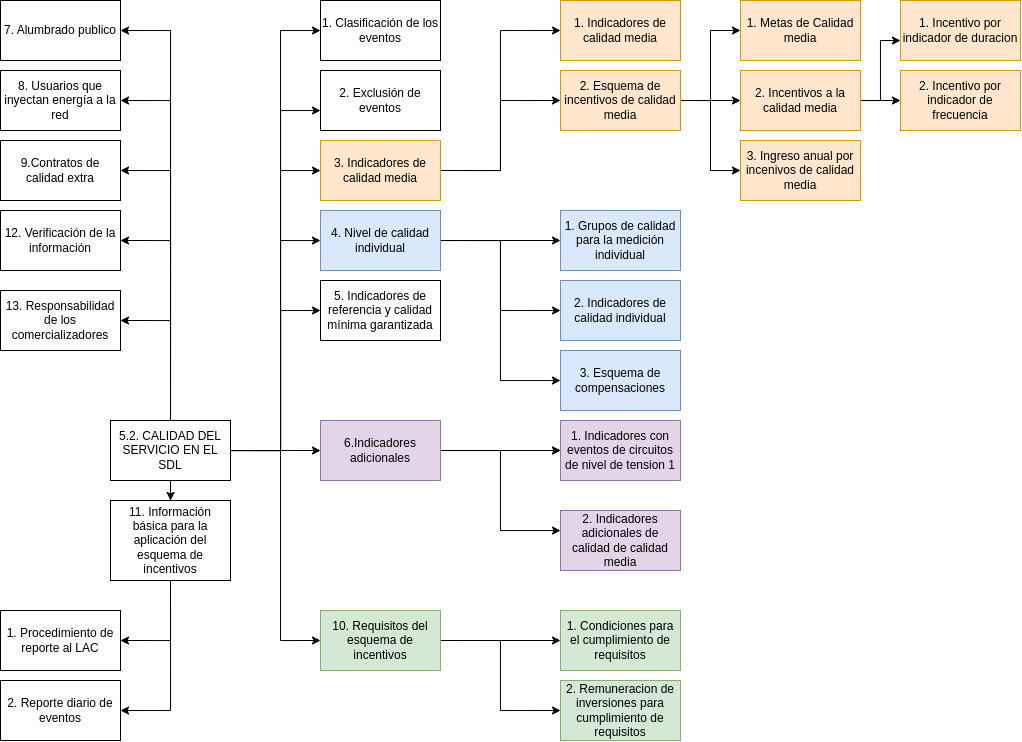 7. Alumbrado publico
8. Usuarios que
inyectan energía a la
red
9.Contratos de
calidad extra
12. Verificación de la
información
13. Responsabilidad
de los
comercializadores
5.2. CALIDAD DEL
SERVICIO EN EL
SDL
11. Información
básica para la
aplicación del
esquema de
incentivos
1. Procedimiento de
reporte al LAC
2. Reporte diario de
eventos
1. Clasificación de los
eventos
2. Exclusión de
eventos
3. Indicadores de
calidad media
4. Nivel de calidad
individual
5. Indicadores de
referencia y calidad
mínima garantizada
6.Indicadores
adicionales
10. Requisitos del
esquema de
incentivos
1. Indicadores de
calidad media
2. Esquema de
incentivos de calidad
media
1. Grupos de calidad
para la medición
individual
2. Indicadores de
calidad individual
3. Esquema de
compensaciones
1. Indicadores con
eventos de circuitos
de nivel de tension 1
2. Indicadores
adicionales de
calidad de calidad
media
1. Condiciones para
el cumplimiento de
requisitos
2. Remuneracion de
inversiones para
cumplimiento de
requisitos
1. Metas de Calidad
media
2. Incentivos a la
calidad media
3. Ingreso anual por
incenivos de calidad
media
1. Incentivo por
indicador de duracion
2. Incentivo por
indicador de
frecuencia